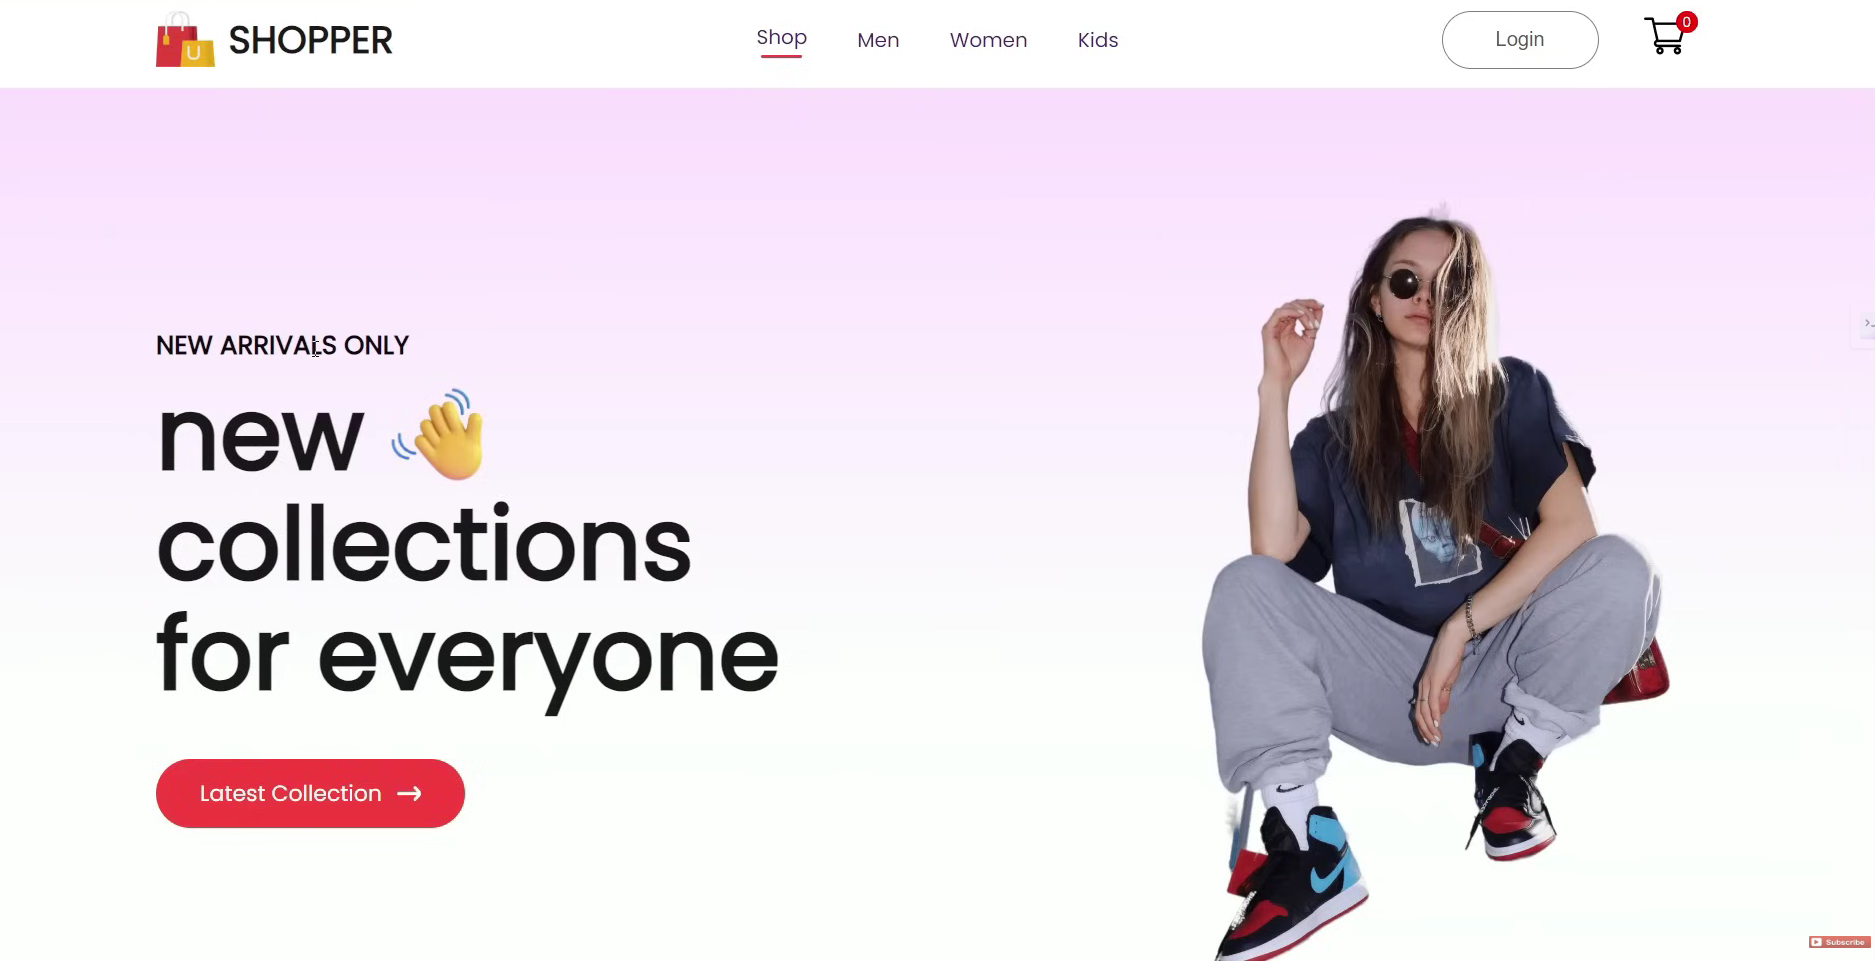 SHOPPER
Shop Men Women Kids
Login
0
NEW ARRIVALS ONLY
new
collections
for everyone
Latest Collection
Subscribe